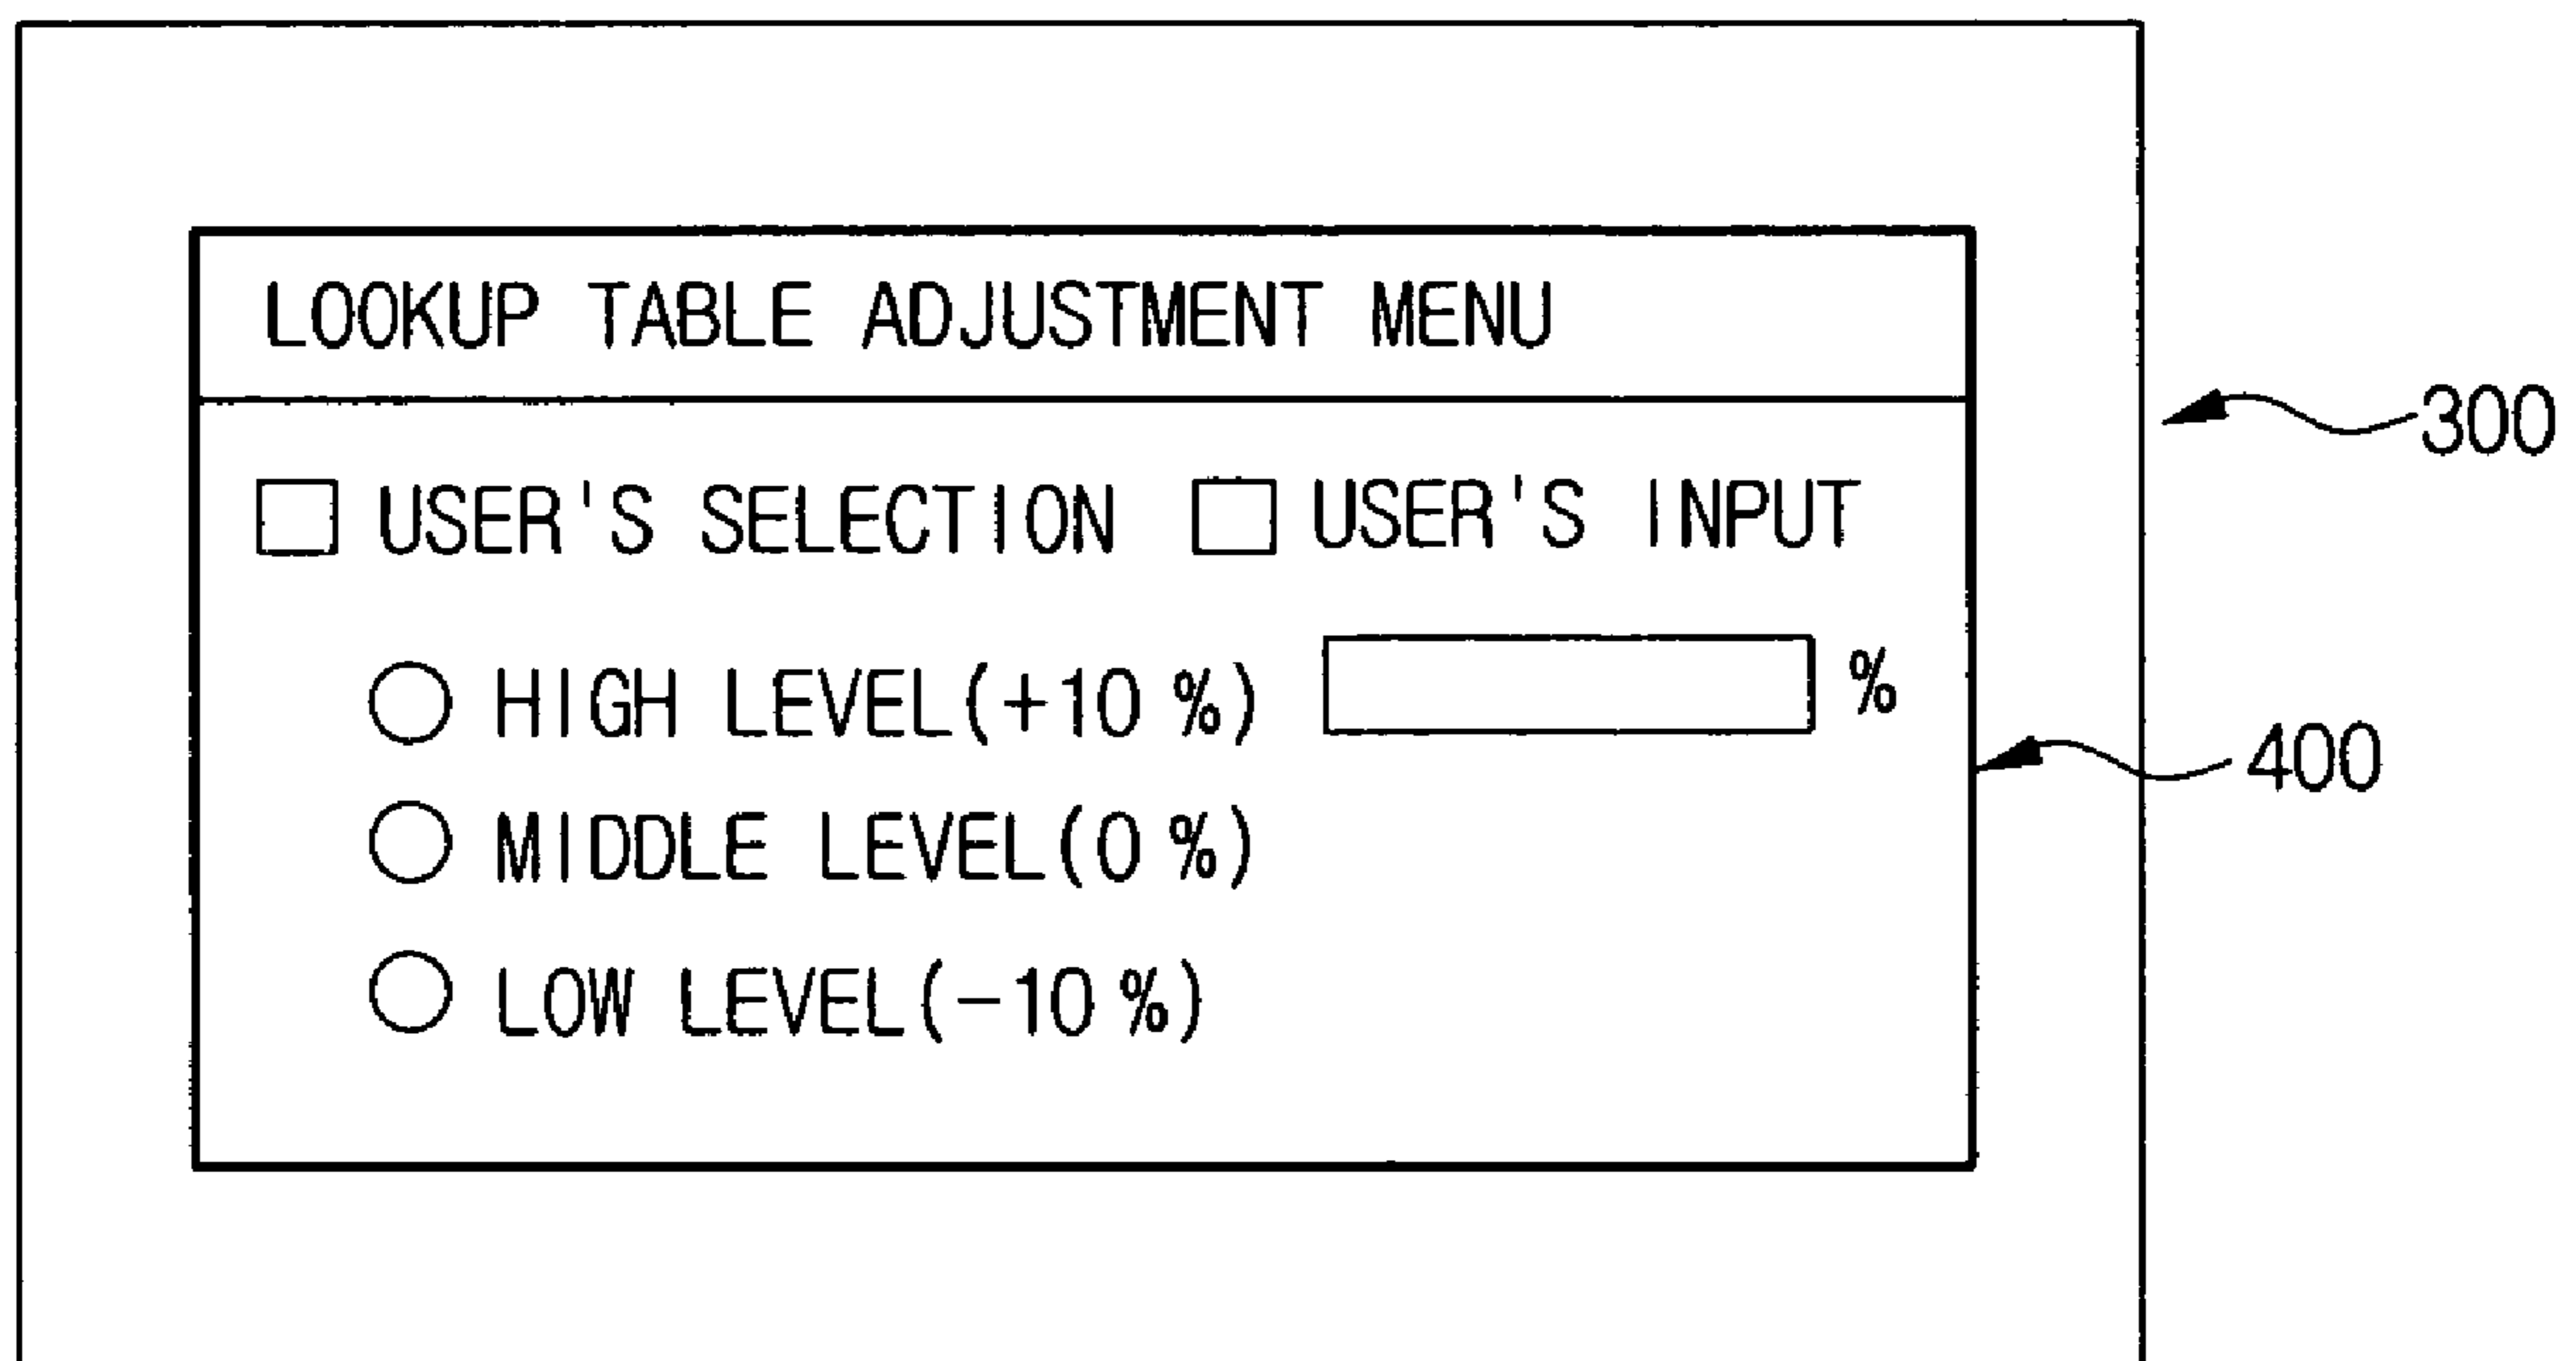 LOOKUP TABLE ADJUSTMENT MENU
300
USER'S SELECTION USER'S INPUT
HIGH LEVEL(+10 %) %
400
MIDDLE LEVEL(0 %)
LOW LEVEL(-10 %)